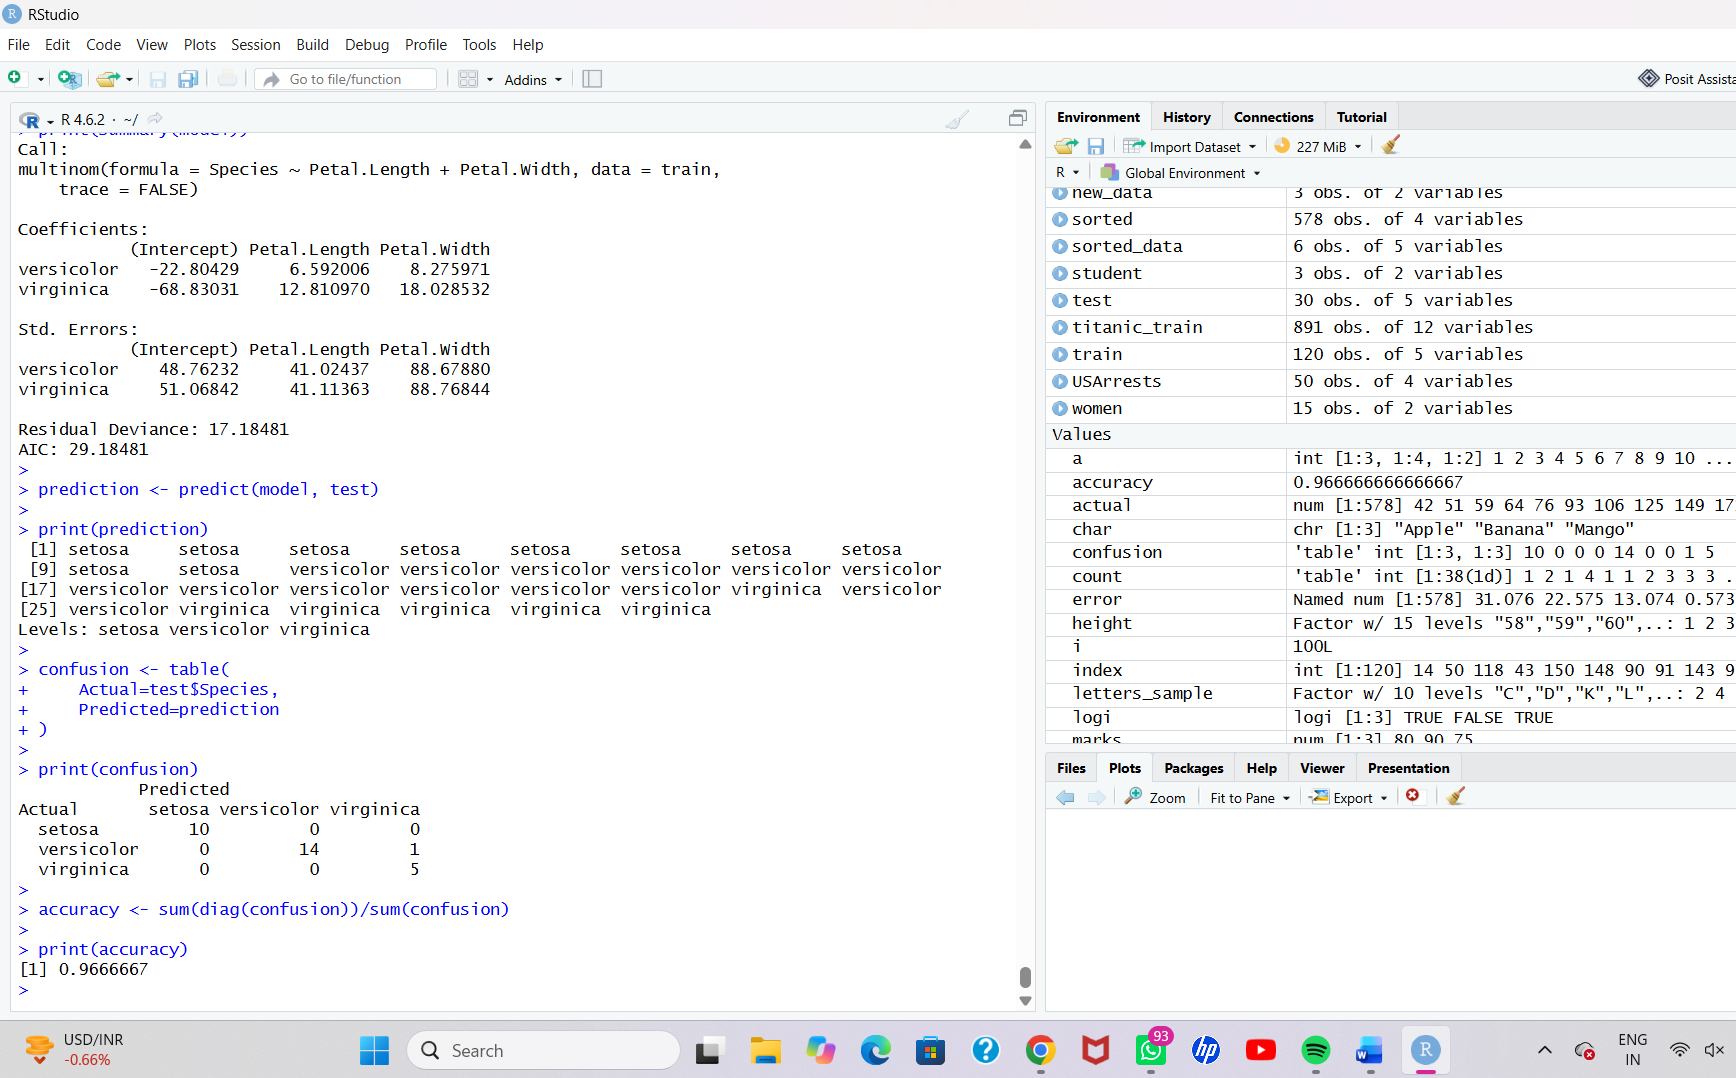 RStudio
File Edit Code View Plots Session Build Debug Profile Tools Help
Go to file/function Addins Posit Assista
R 4.6.2 · ~/
> print(summary(model))
Call:
multinom(formula = Species ~ Petal.Length + Petal.Width, data = train,
    trace = FALSE)
Coefficients:
           (Intercept) Petal.Length Petal.Width
versicolor   -22.80429     6.592006    8.275971
virginica    -68.83031    12.810970   18.028532
Std. Errors:
           (Intercept) Petal.Length Petal.Width
versicolor    48.76232     41.02437    88.67880
virginica     51.06842     41.11363    88.76844
Residual Deviance: 17.18481
AIC: 29.18481
>
> prediction <- predict(model, test)
>
> print(prediction)
 [1] setosa     setosa     setosa     setosa     setosa     setosa     setosa     setosa
 [9] setosa     setosa     versicolor versicolor versicolor versicolor versicolor versicolor
[17] versicolor versicolor versicolor versicolor versicolor versicolor virginica  versicolor
[25] versicolor virginica  virginica  virginica  virginica  virginica
Levels: setosa versicolor virginica
>
> confusion <- table(
+     Actual=test$Species,
+     Predicted=prediction
+ )
>
> print(confusion)
            Predicted
Actual       setosa versicolor virginica
  setosa         10          0         0
  versicolor      0         14         1
  virginica       0          0         5
>
> accuracy <- sum(diag(confusion))/sum(confusion)
>
> print(accuracy)
[1] 0.9666667
>
Environment History Connections Tutorial
Import Dataset 227 MiB
R Global Environment
new_data 3 obs. of 2 variables
sorted 578 obs. of 4 variables
sorted_data 6 obs. of 5 variables
student 3 obs. of 2 variables
test 30 obs. of 5 variables
titanic_train 891 obs. of 12 variables
train 120 obs. of 5 variables
USArrests 50 obs. of 4 variables
women 15 obs. of 2 variables
Values
a int [1:3, 1:4, 1:2] 1 2 3 4 5 6 7 8 9 10 ...
accuracy 0.966666666666667
actual num [1:578] 42 51 59 64 76 93 106 125 149 17
char chr [1:3] "Apple" "Banana" "Mango"
confusion 'table' int [1:3, 1:3] 10 0 0 0 14 0 0 1 5
count 'table' int [1:38(1d)] 1 2 1 4 1 1 2 3 3 3 .
error Named num [1:578] 31.076 22.575 13.074 0.573
height Factor w/ 15 levels "58","59","60",..: 1 2 3
i 100L
index int [1:120] 14 50 118 43 150 148 90 91 143 9
letters_sample Factor w/ 10 levels "C","D","K","L",..: 2 4
logi logi [1:3] TRUE FALSE TRUE
marks num [1:3] 80 90 75
Files Plots Packages Help Viewer Presentation
Zoom Fit to Pane Export
USD/INR
-0.66%
Search
93
ENG
IN